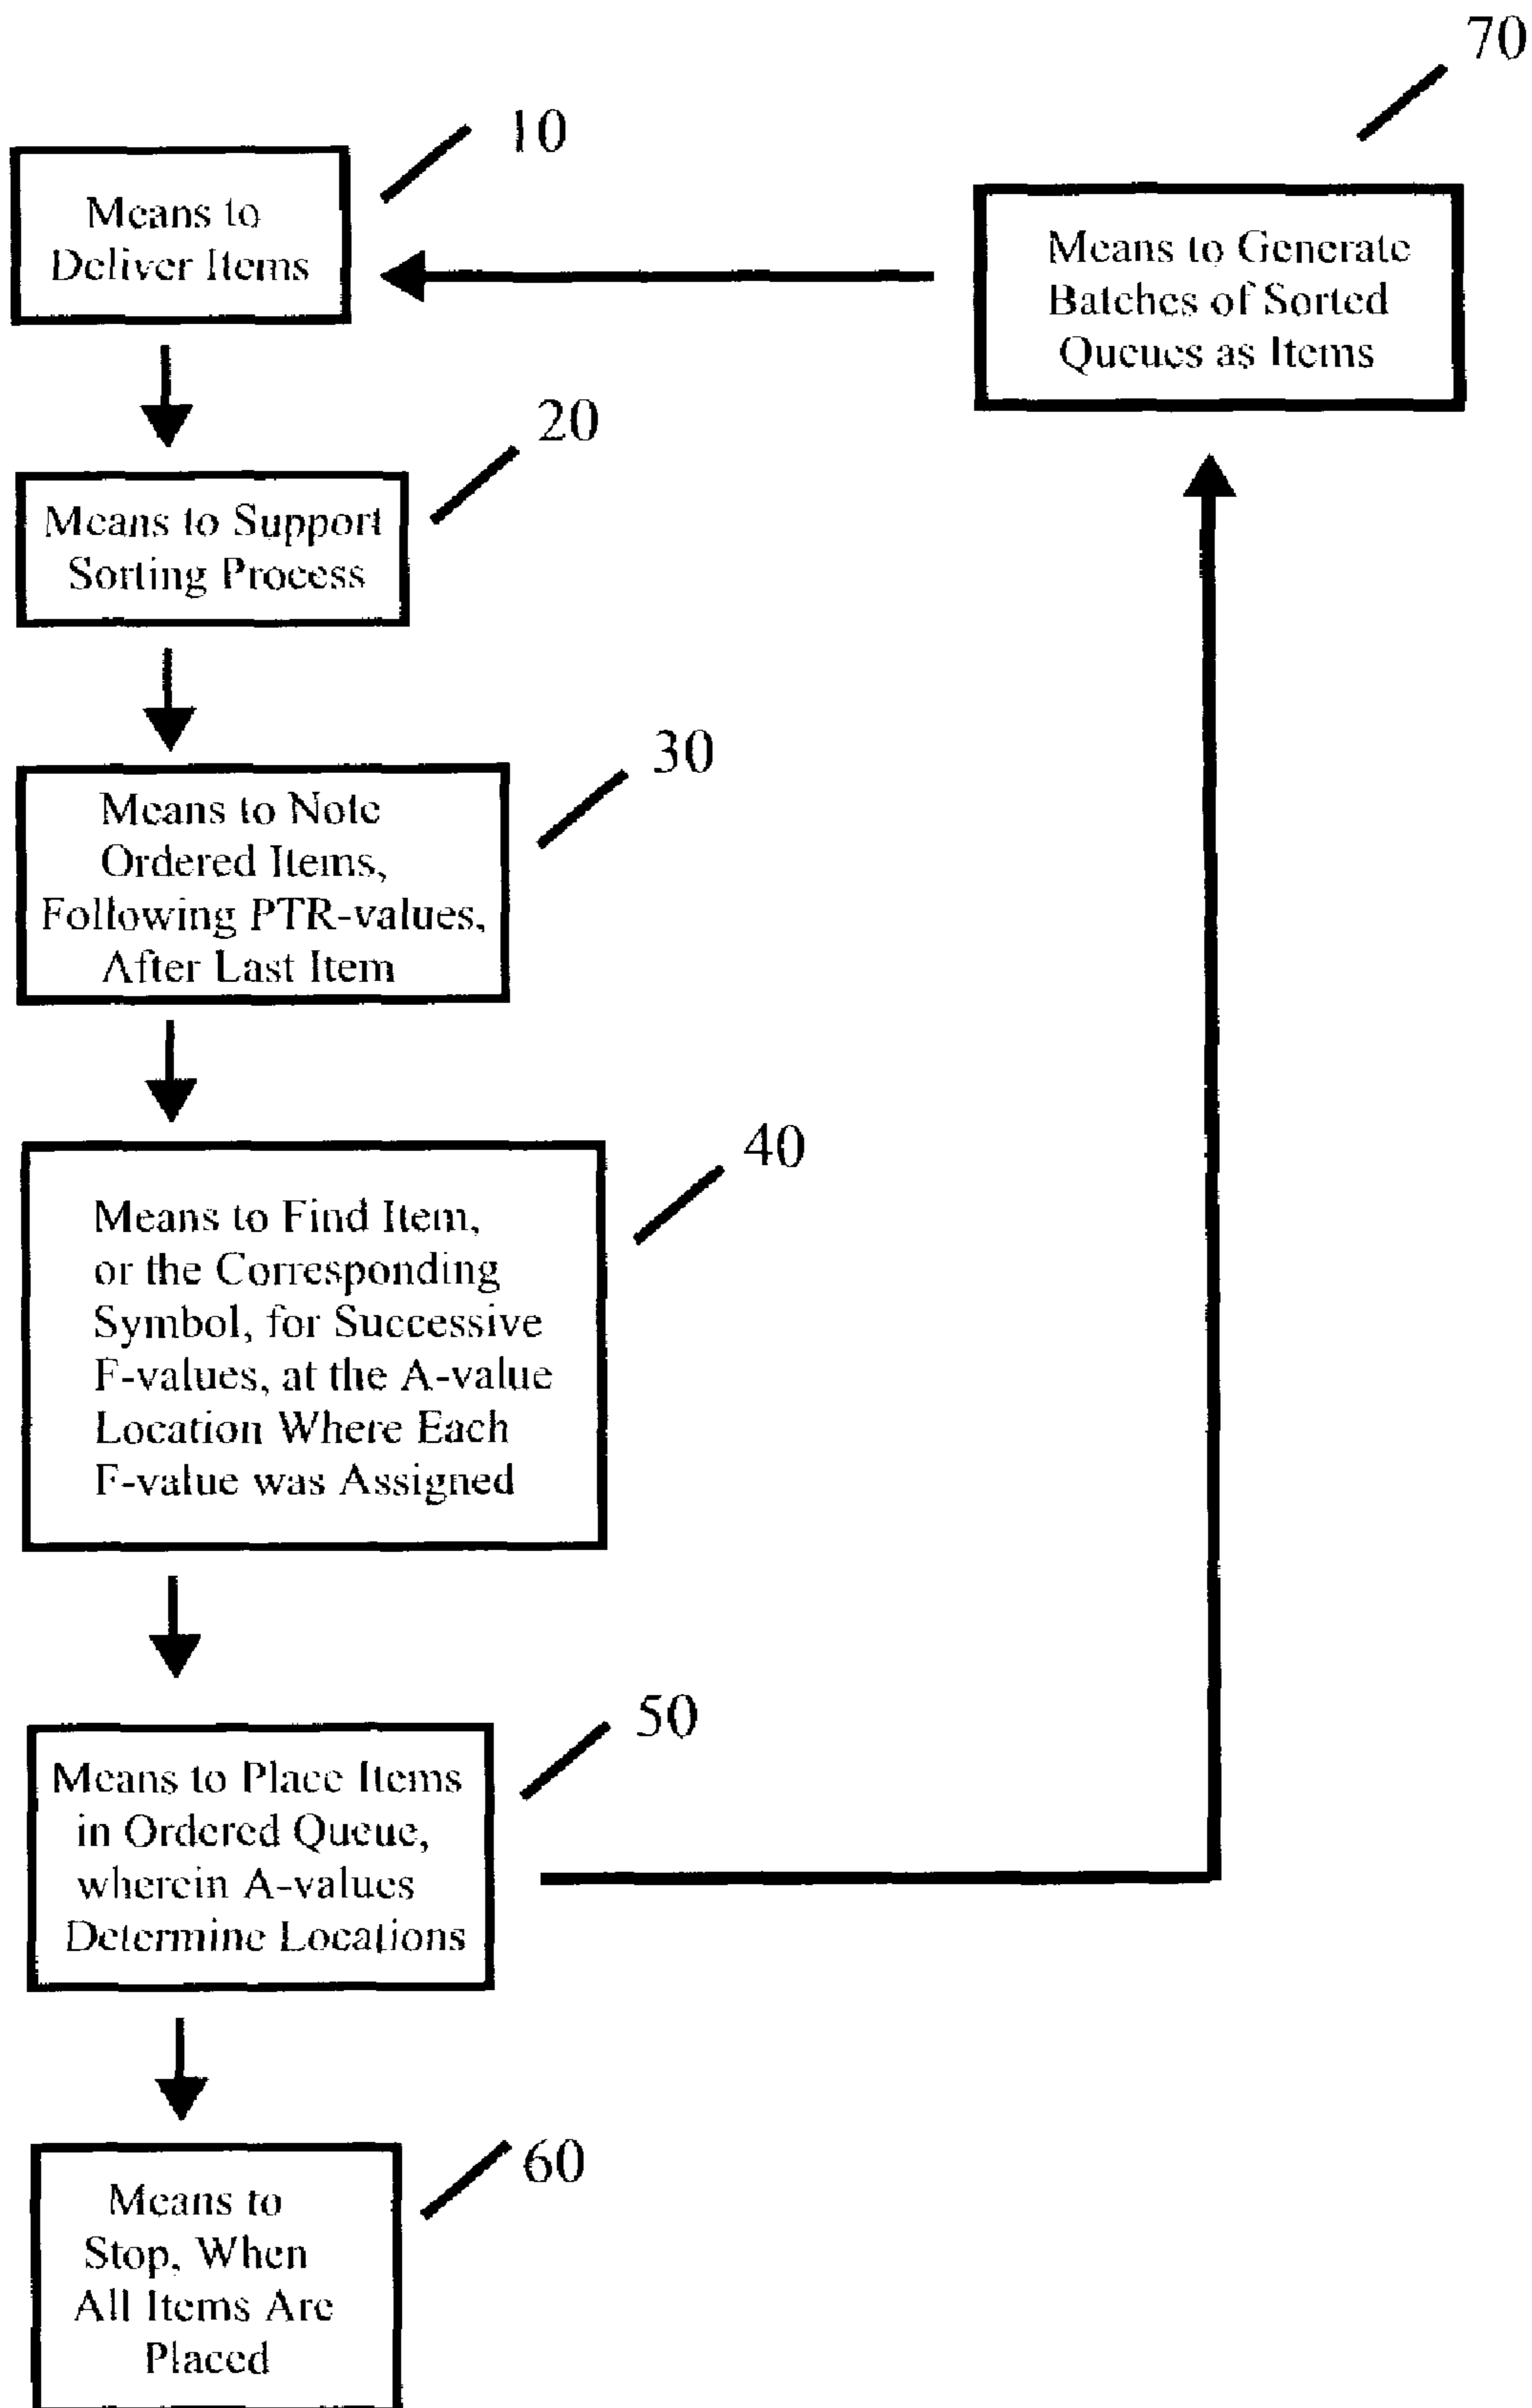 70
10
Means to
Deliver Items
Means to Generate
Batches of Sorted
Queues as Items
20
Means to Support
Sorting Process
30
Means to Note
Ordered Items,
Following PTR-values,
After Last Item
40
Means to Find Item,
or the Corresponding
Symbol, for Successive
F-values, at the A-value
Location Where Each
F-value was Assigned
50
Means to Place Items
in Ordered Queue,
wherein A-values
Determine Locations
60
Means to
Stop, When
All Items Are
Placed